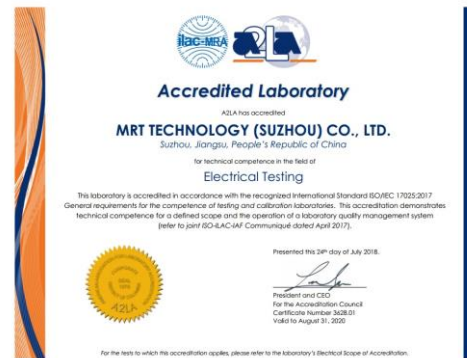 ilac-MRA A2LA
Accredited Laboratory
A2LA has accredited
MRT TECHNOLOGY (SUZHOU) CO., LTD.
Suzhou, Jiangsu, People's Republic of China
for technical competence in the field of
Electrical Testing
This laboratory is accredited in accordance with the recognized International Standard ISO/IEC 17025:2017
General requirements for the competence of testing and calibration laboratories. This accreditation demonstrates
technical competence for a defined scope and the operation of a laboratory quality management system
(refer to joint ISO-ILAC-IAF Communiqué dated April 2017).
Presented this 24th day of July 2018.
President and CEO
For the Accreditation Council
Certificate Number 3628.01
Valid to August 31, 2020
A2LA
For the tests to which this accreditation applies, please refer to the laboratory's Electrical Scope of Accreditation.